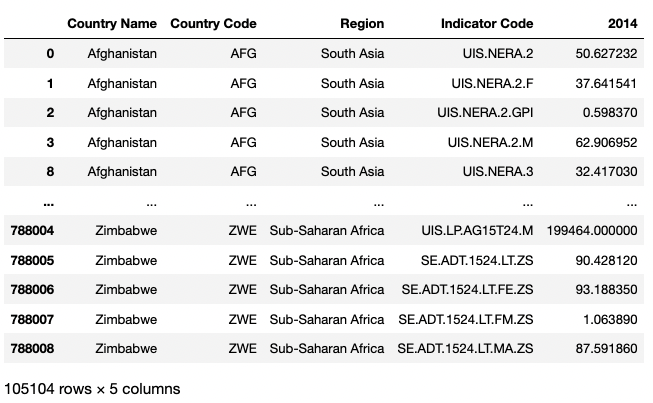 Country Name Country Code Region Indicator Code 2014
0 Afghanistan AFG South Asia UIS.NERA.2 50.627232
1 Afghanistan AFG South Asia UIS.NERA.2.F 37.641541
2 Afghanistan AFG South Asia UIS.NERA.2.GPI 0.598370
3 Afghanistan AFG South Asia UIS.NERA.2.M 62.906952
8 Afghanistan AFG South Asia UIS.NERA.3 32.417030
... ... ... ... ... ...
788004 Zimbabwe ZWE Sub-Saharan Africa UIS.LP.AG15T24.M 199464.000000
788005 Zimbabwe ZWE Sub-Saharan Africa SE.ADT.1524.LT.ZS 90.428120
788006 Zimbabwe ZWE Sub-Saharan Africa SE.ADT.1524.LT.FE.ZS 93.188350
788007 Zimbabwe ZWE Sub-Saharan Africa SE.ADT.1524.LT.FM.ZS 1.063890
788008 Zimbabwe ZWE Sub-Saharan Africa SE.ADT.1524.LT.MA.ZS 87.591860
105104 rows × 5 columns